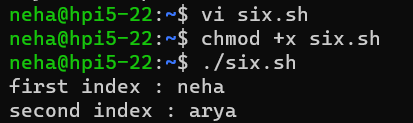 neha@hpi5-22:~$ vi six.sh
neha@hpi5-22:~$ chmod +x six.sh
neha@hpi5-22:~$ ./six.sh
first index : neha
second index : arya